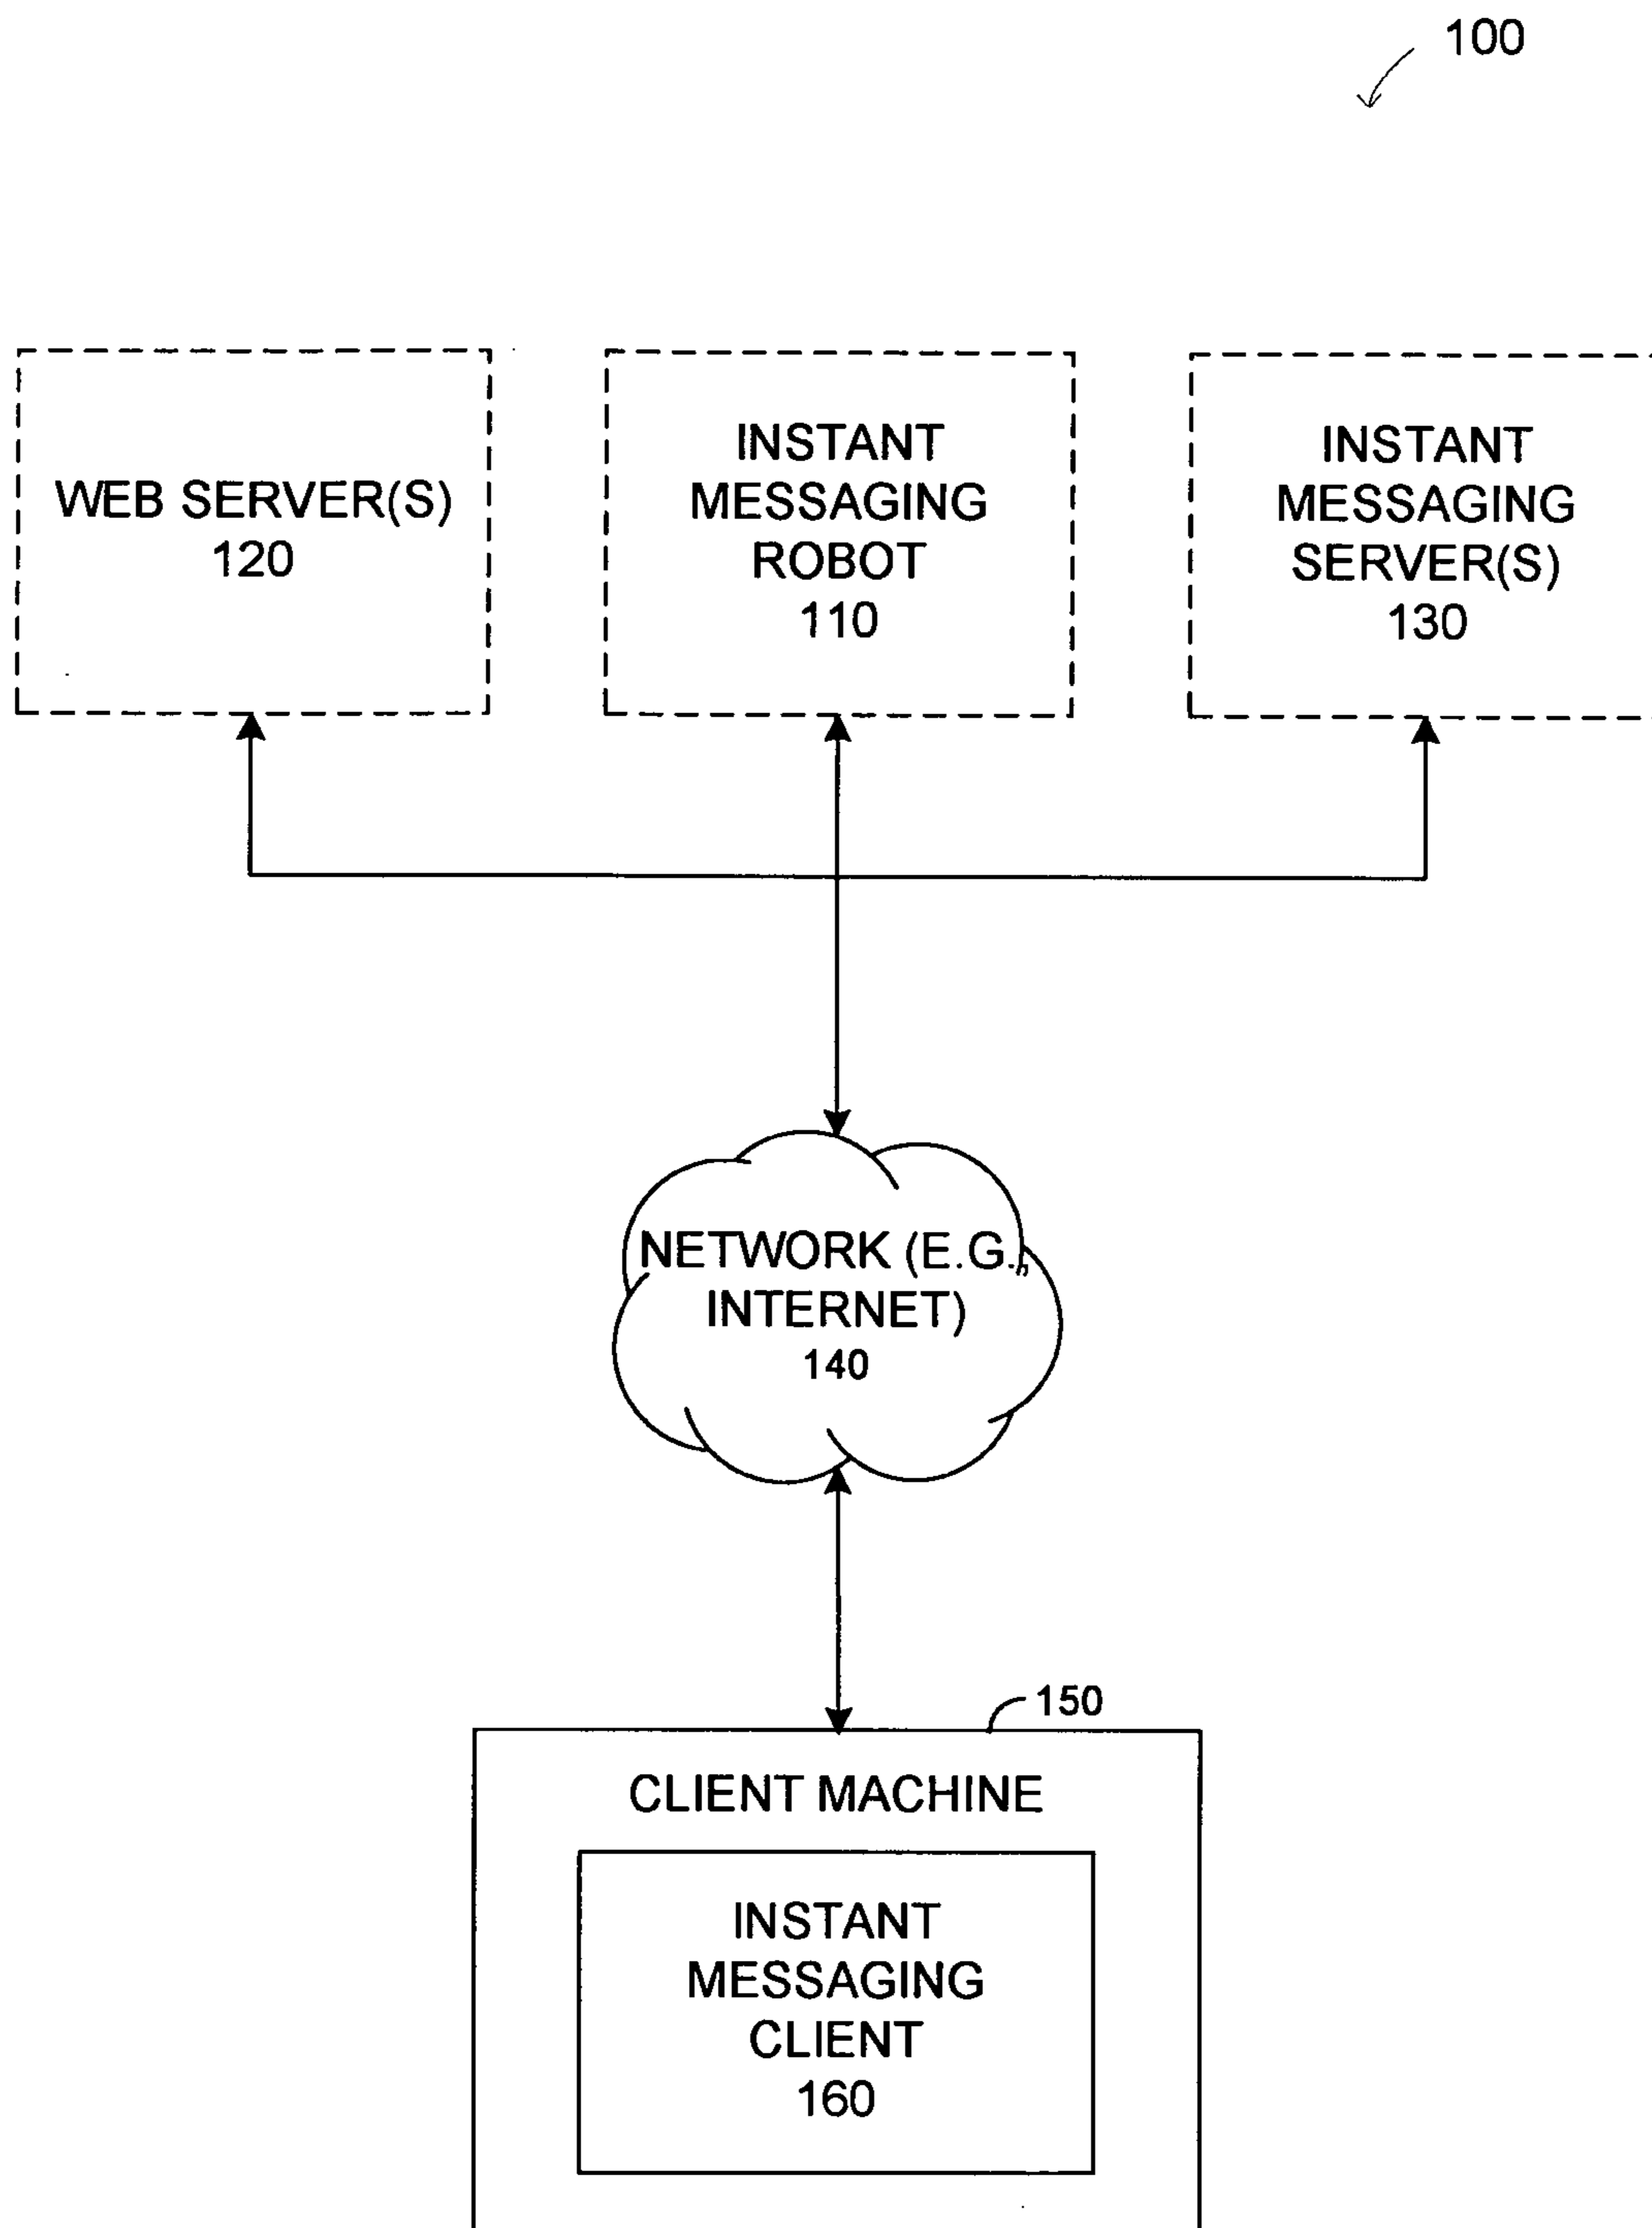 100
WEB SERVER(S)
120
INSTANT
MESSAGING
ROBOT
110
INSTANT
MESSAGING
SERVER(S)
130
NETWORK (E.G.,
INTERNET)
140
150
CLIENT MACHINE
INSTANT
MESSAGING
CLIENT
160